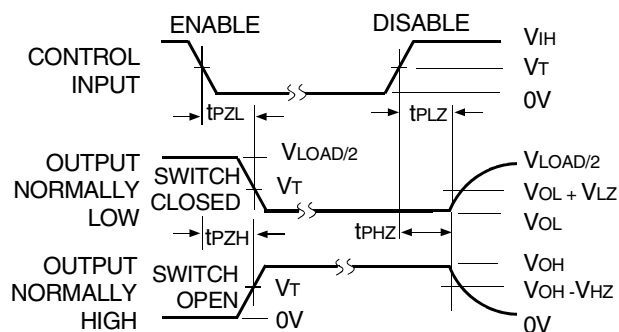 ENABLE
DISABLE
CONTROL
INPUT
VIH
VT
0V
tPZL
tPLZ
OUTPUT
NORMALLY
LOW
SWITCH
CLOSED
VLOAD/2
VT
VLOAD/2
VOL + VLZ
VOL
tPZH
tPHZ
OUTPUT
NORMALLY
HIGH
SWITCH
OPEN
VT
0V
VOH
VOH -VHZ
0V